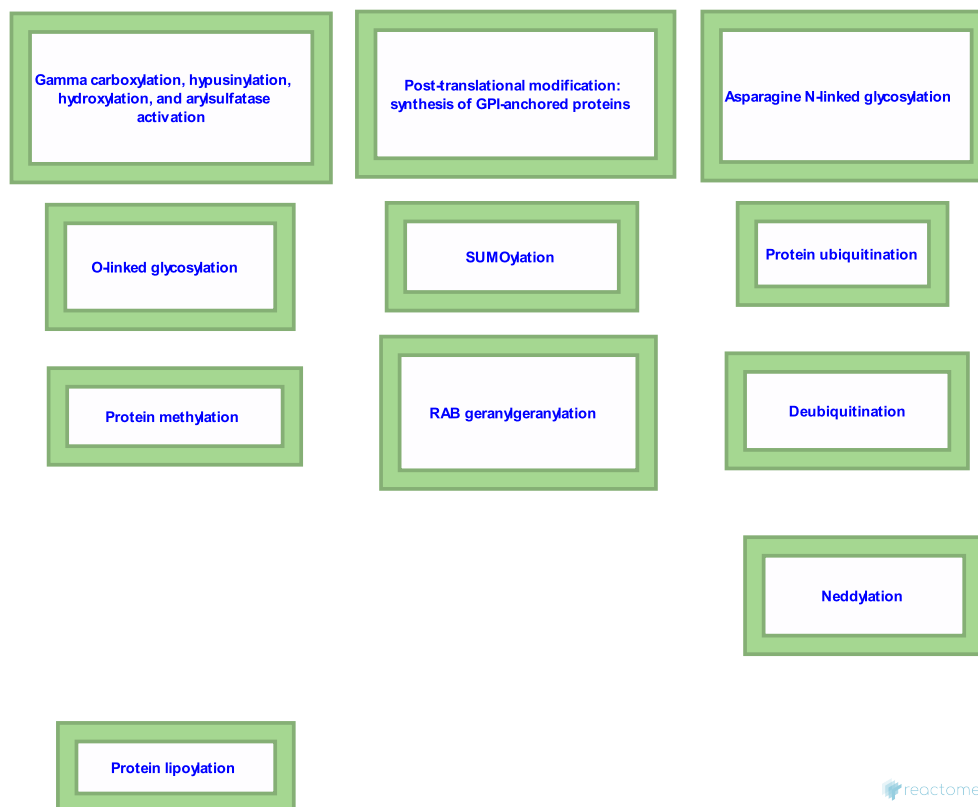 Gamma carboxylation, hypusinylation,
hydroxylation, and arylsulfatase
activation
Post-translational modification:
synthesis of GPI-anchored proteins
Asparagine N-linked glycosylation
O-linked glycosylation
SUMOylation
Protein ubiquitination
Protein methylation
RAB geranylgeranylation
Deubiquitination
Neddylation
Protein lipoylation
reactome